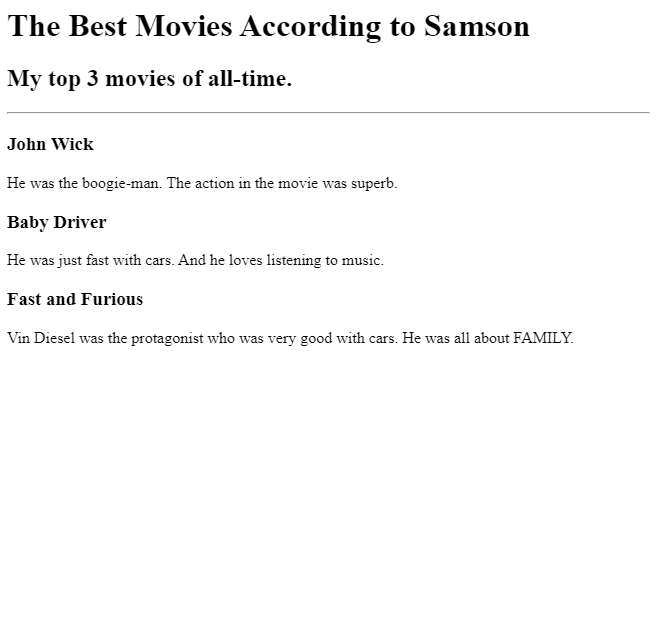 The Best Movies According to Samson
My top 3 movies of all-time.
John Wick
He was the boogie-man. The action in the movie was superb.
Baby Driver
He was just fast with cars. And he loves listening to music.
Fast and Furious
Vin Diesel was the protagonist who was very good with cars. He was all about FAMILY.